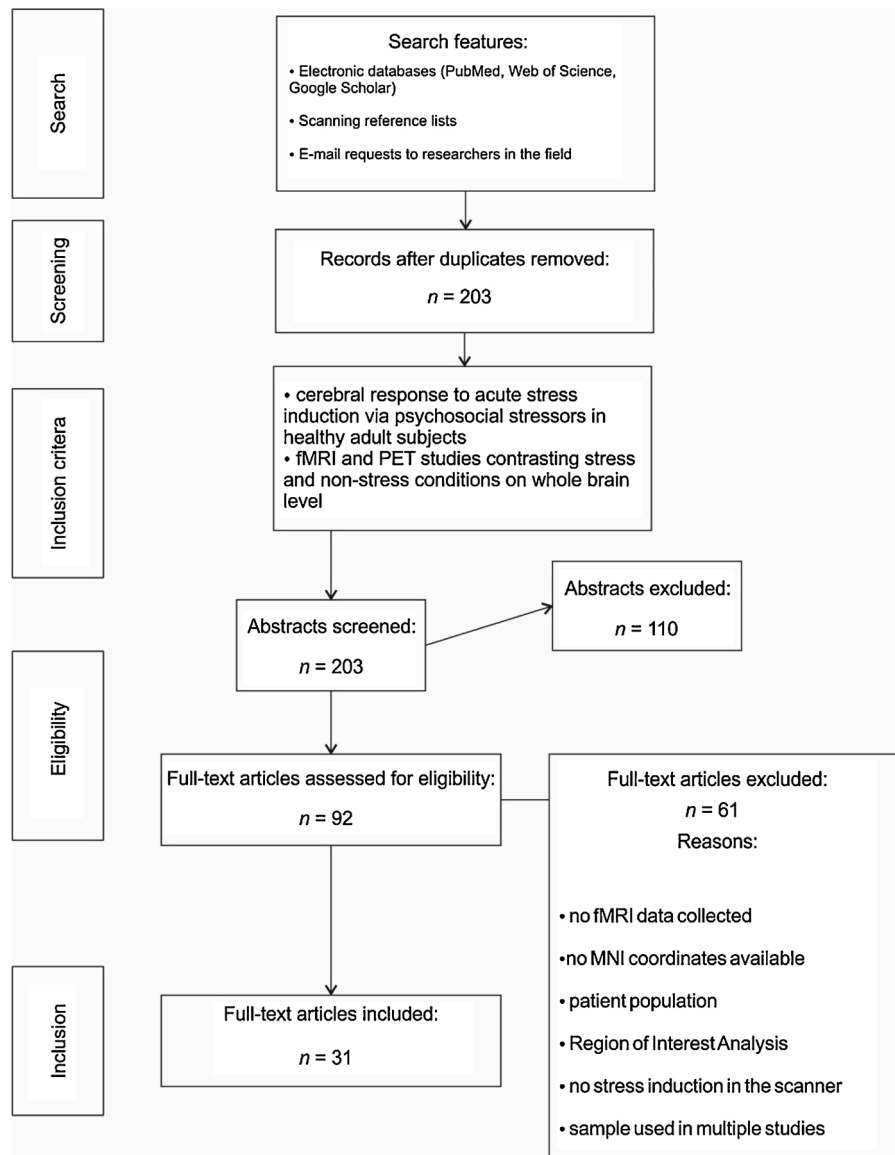 Search
Search features:
• Electronic databases (PubMed, Web of Science,
Google Scholar)
• Scanning reference lists
• E-mail requests to researchers in the field
Screening
Records after duplicates removed:
n = 203
Inclusion critera
• cerebral response to acute stress
induction via psychosocial stressors in
healthy adult subjects
• fMRI and PET studies contrasting stress
and non-stress conditions on whole brain
level
Abstracts screened:
n = 203
Abstracts excluded:
n = 110
Eligibility
Full-text articles assessed for eligibility:
n = 92
Full-text articles excluded:
n = 61
Reasons:
• no fMRI data collected
• no MNI coordinates available
• patient population
• Region of Interest Analysis
• no stress induction in the scanner
• sample used in multiple studies
Inclusion
Full-text articles included:
n = 31